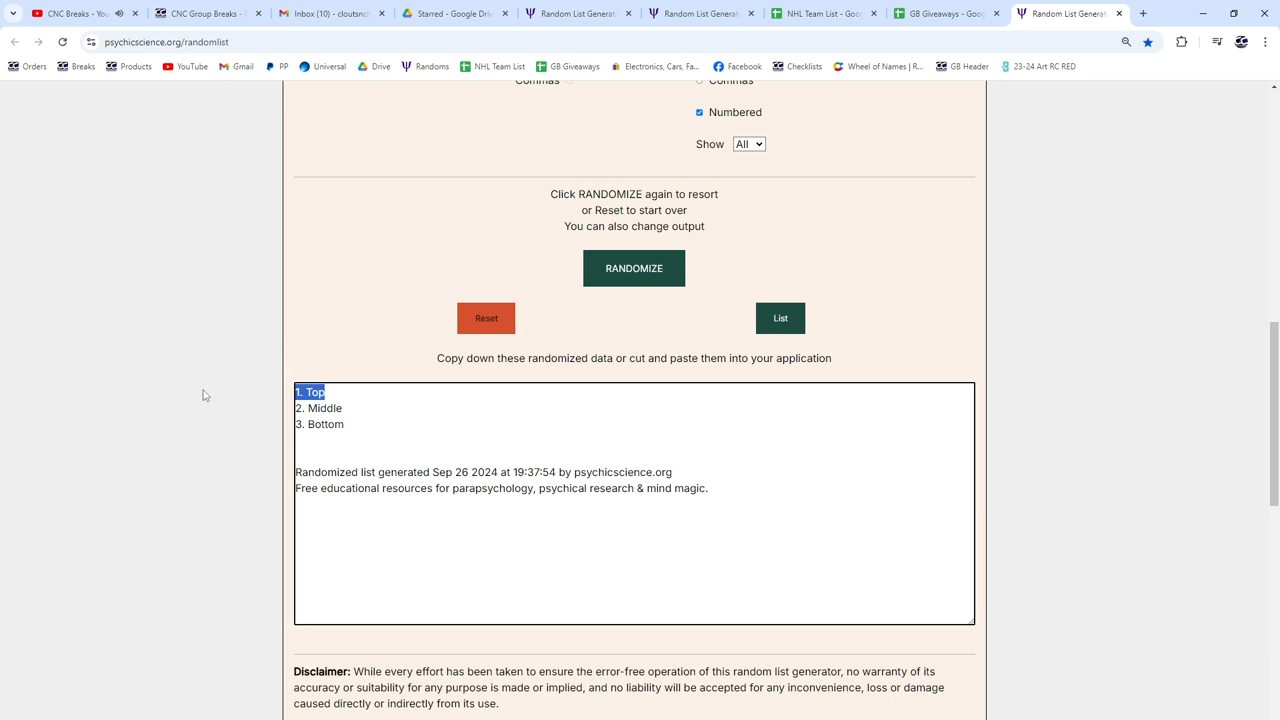 CNC Breaks - You
CNC Group Breaks -
Inbox (10) - cloutsnch
Starred - Google Driv
Random List Generat
Random List Generat
NHL Team List - Goog
GB Giveaways - Goog
Random List Generat
psychicscience.org/randomlist
Orders
Breaks
Products
YouTube
Gmail
PP
Universal
Drive
Randoms
NHL Team List
GB Giveaways
Electronics, Cars, Fa...
Facebook
Checklists
Wheel of Names | R...
GB Header
23-24 Art RC RED
Commas
Commas
Numbered
Show All
Click RANDOMIZE again to resort
or Reset to start over
You can also change output
RANDOMIZE
Reset
List
Copy down these randomized data or cut and paste them into your application
1. Top
2. Middle
3. Bottom
Randomized list generated Sep 26 2024 at 19:37:54 by psychicscience.org
Free educational resources for parapsychology, psychical research & mind magic.
Disclaimer: While every effort has been taken to ensure the error-free operation of this random list generator, no warranty of its
accuracy or suitability for any purpose is made or implied, and no liability will be accepted for any inconvenience, loss or damage
caused directly or indirectly from its use.